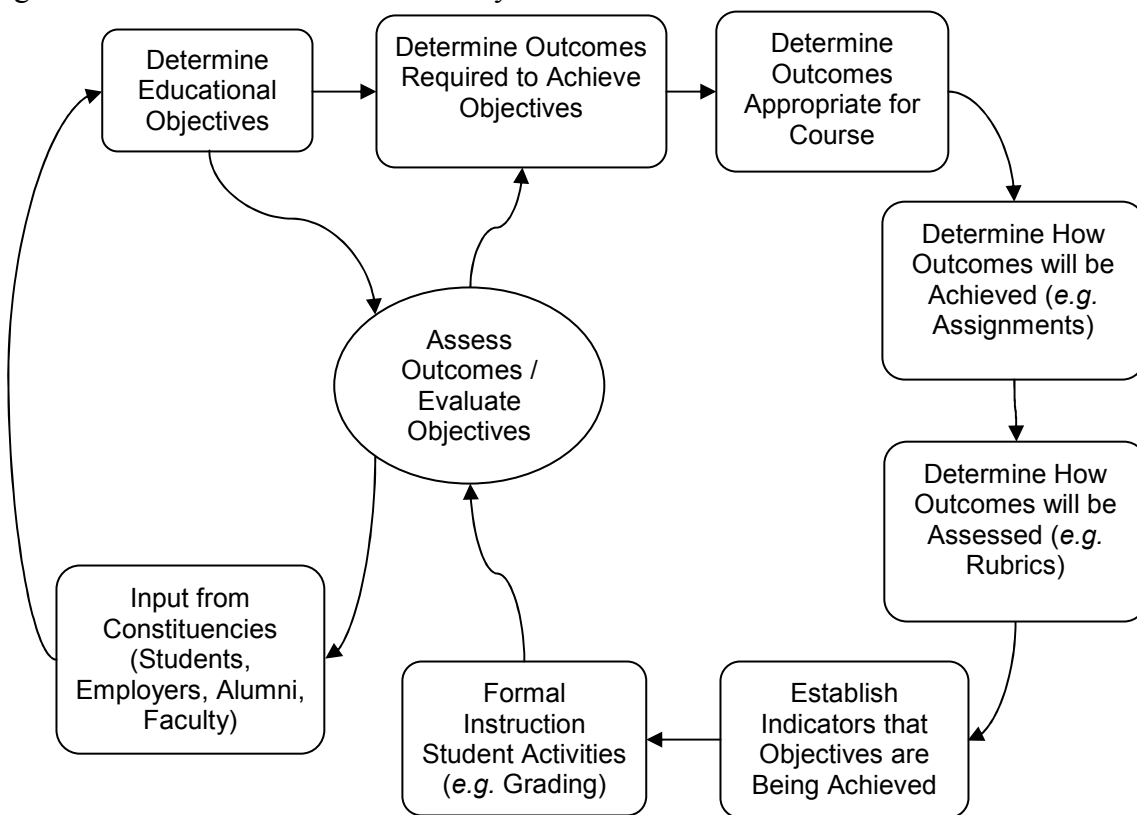 Determine
Educational
Objectives
Determine Outcomes
Required to Achieve
Objectives
Determine
Outcomes
Appropriate for
Course
Determine How
Outcomes will be
Achieved (e.g.
Assignments)
Assess
Outcomes /
Evaluate
Objectives
Determine How
Outcomes will be
Assessed (e.g.
Rubrics)
Input from
Constituencies
(Students,
Employers, Alumni,
Faculty)
Formal
Instruction
Student Activities
(e.g. Grading)
Establish
Indicators that
Objectives are
Being Achieved